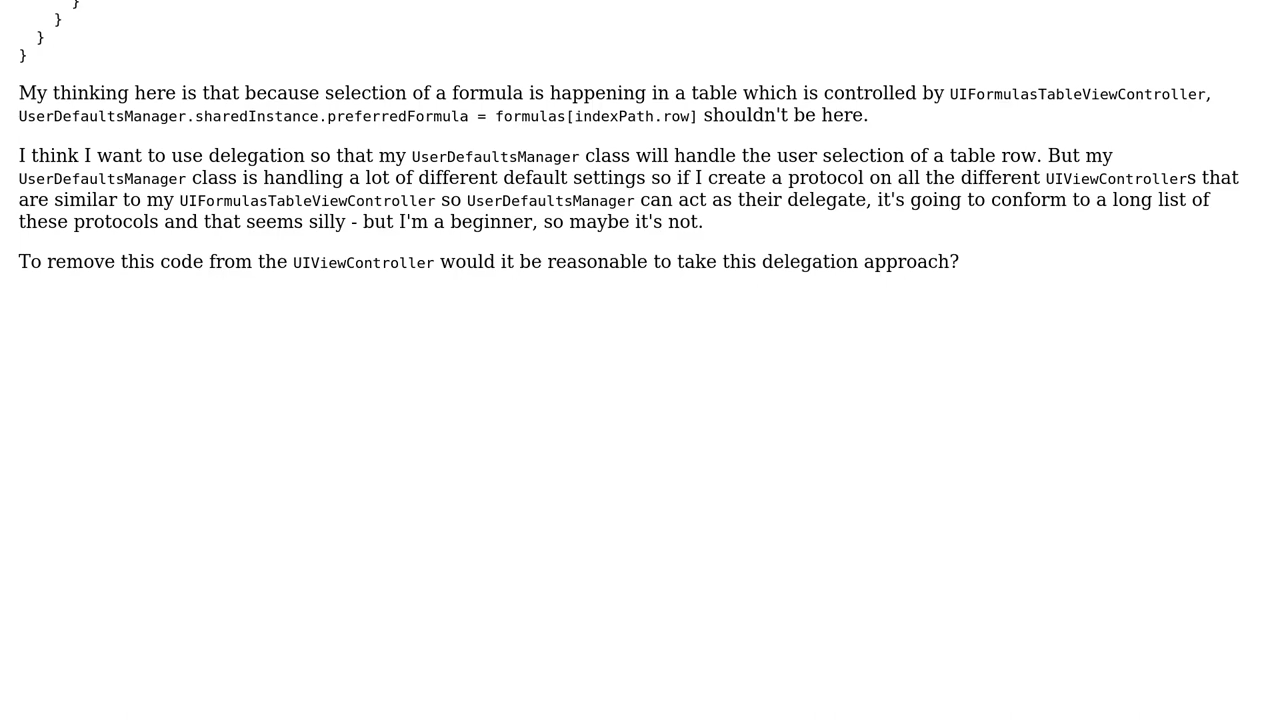 }
}
}
}
My thinking here is that because selection of a formula is happening in a table which is controlled by UIFormulasTableViewController,
UserDefaultsManager.sharedInstance.preferredFormula = formulas[indexPath.row] shouldn't be here.
I think I want to use delegation so that my UserDefaultsManager class will handle the user selection of a table row. But my
UserDefaultsManager class is handling a lot of different default settings so if I create a protocol on all the different UIViewControllers that
are similar to my UIFormulasTableViewController so UserDefaultsManager can act as their delegate, it's going to conform to a long list of
these protocols and that seems silly - but I'm a beginner, so maybe it's not.
To remove this code from the UIViewController would it be reasonable to take this delegation approach?